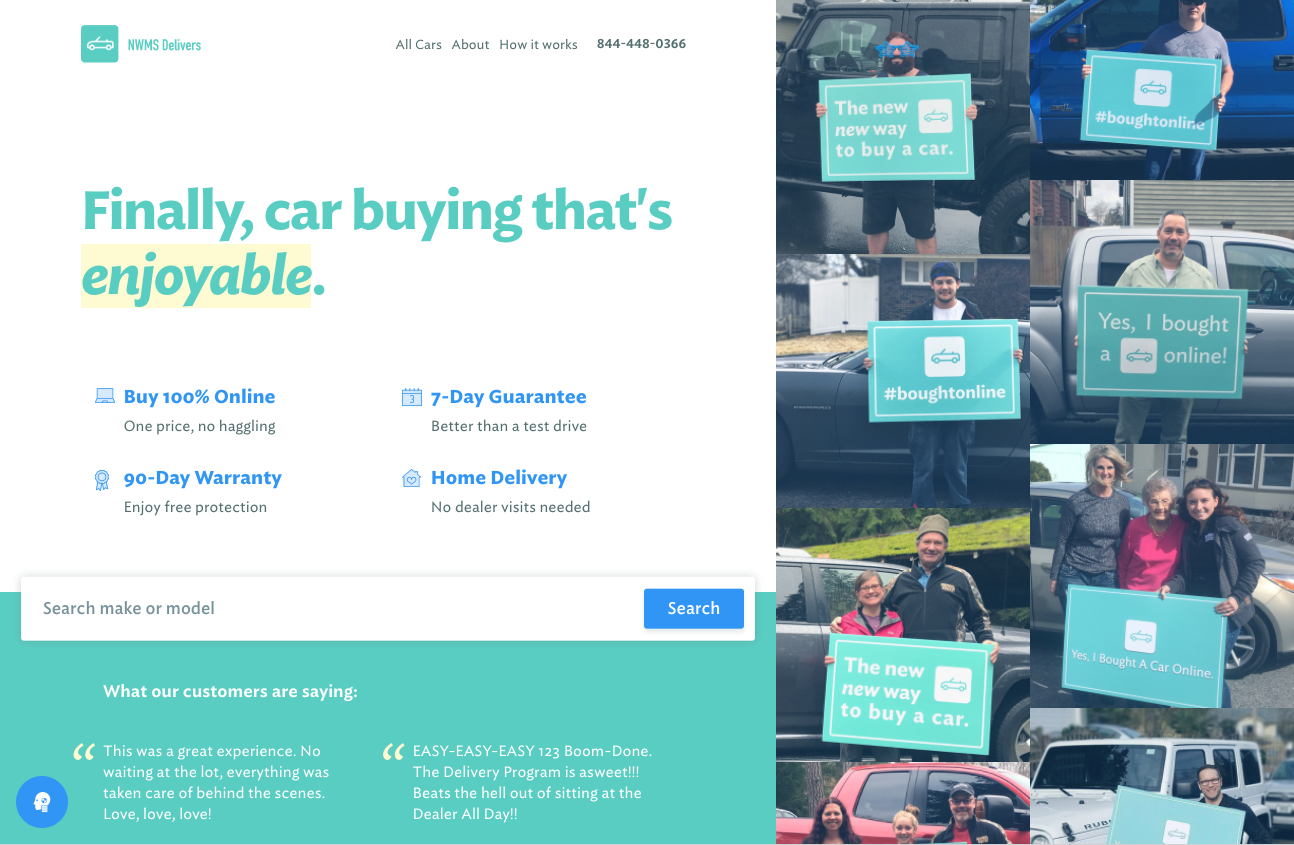 NWMS Delivers
All Cars About How it works 844-448-0366
Finally, car buying that's
enjoyable.
Buy 100% Online
One price, no haggling
7-Day Guarantee
Better than a test drive
90-Day Warranty
Enjoy free protection
3
Home Delivery
No dealer visits needed
Search make or model
Search
What our customers are saying:
“ This was a great experience. No
waiting at the lot, everything was
taken care of behind the scenes.
Love, love, love!
“ EASY-EASY-EASY 123 Boom-Done.
The Delivery Program is asweet!!!
Beats the hell out of sitting at the
Dealer All Day!!
The new
new way
to buy a car.
#boughtonline
#boughtonline
Yes, I bought
a online!
The new
new way
to buy a car.
Yes, I Bought A Car Online.